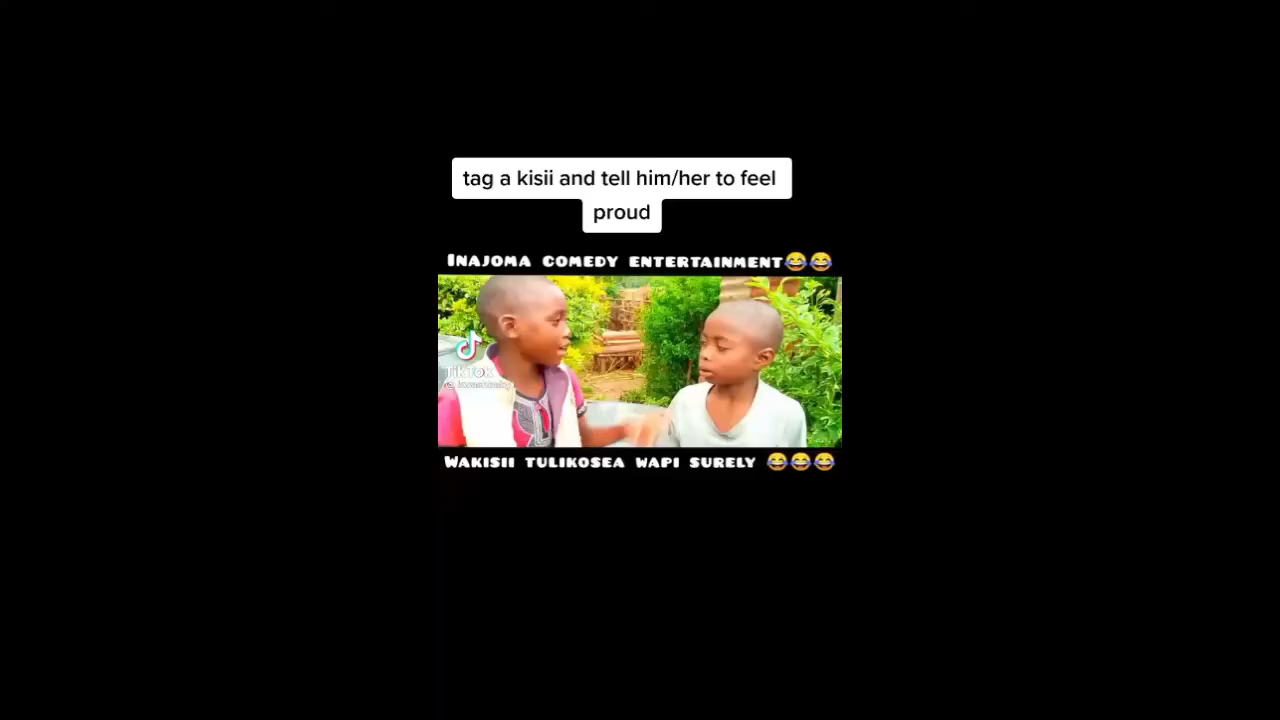 tag a kisii and tell him/her to feel
proud
INAJOMA COMEDY ENTERTAINMENT😂😂
TikTok
WAKISII TULIKOSEA WAPI SURELY 😂😂😂